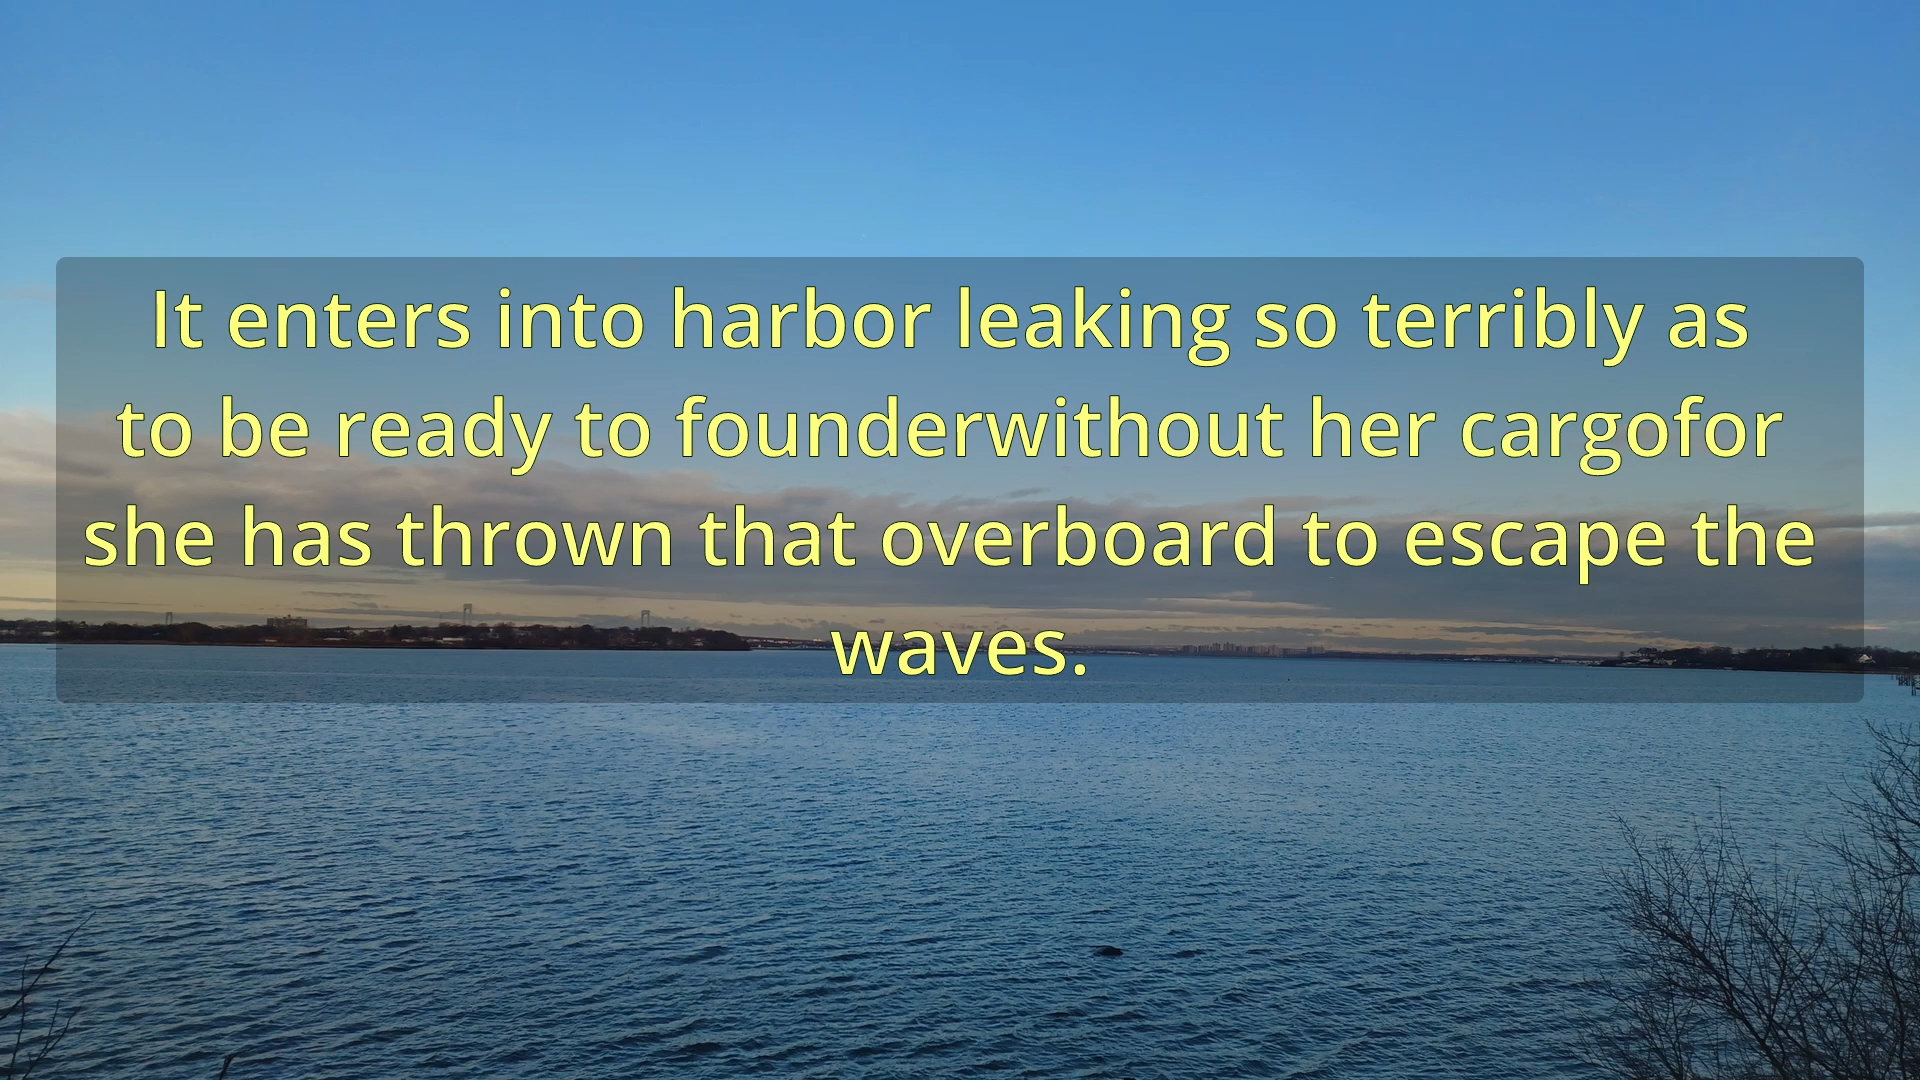 It enters into harbor leaking so terribly as
to be ready to founderwithout her cargofor
she has thrown that overboard to escape the
waves.